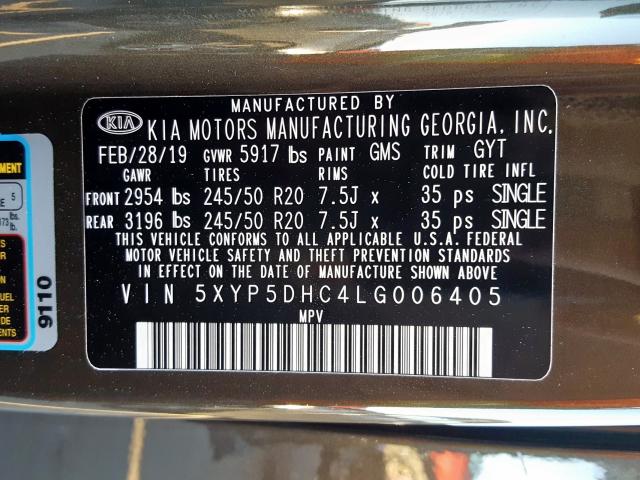 MANUFACTURED BY
KIA KIA MOTORS MANUFACTURING GEORGIA, INC.
FEB/28/19 GVWR 5917 lbs PAINT GMS TRIM GYT
GAWR TIRES RIMS COLD TIRE INFL
FRONT 2954 lbs 245/50 R20 7.5J x 35 ps SINGLE
REAR 3196 lbs 245/50 R20 7.5J x 35 ps SINGLE
THIS VEHICLE CONFORMS TO ALL APPLICABLE U.S.A. FEDERAL
MOTOR VEHICLE SAFETY AND THEFT PREVENTION STANDARDS
IN EFFECT ON THE DATE OF MANUFACTURE SHOWN ABOVE.
VIN 5XYP5DHC4LG006405
MPV
9110